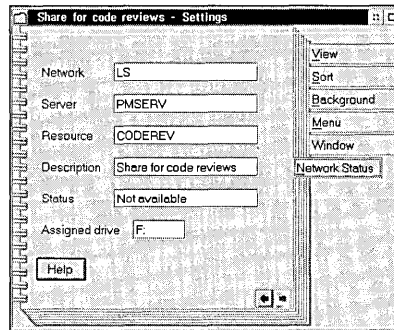 Share for code reviews - Settings
Network LS
Server PMSERV
Resource CODEREV
Description Share for code reviews
Status Not available
Assigned drive F:
Help
View
Sort
Background
Menu
Window
Network Status